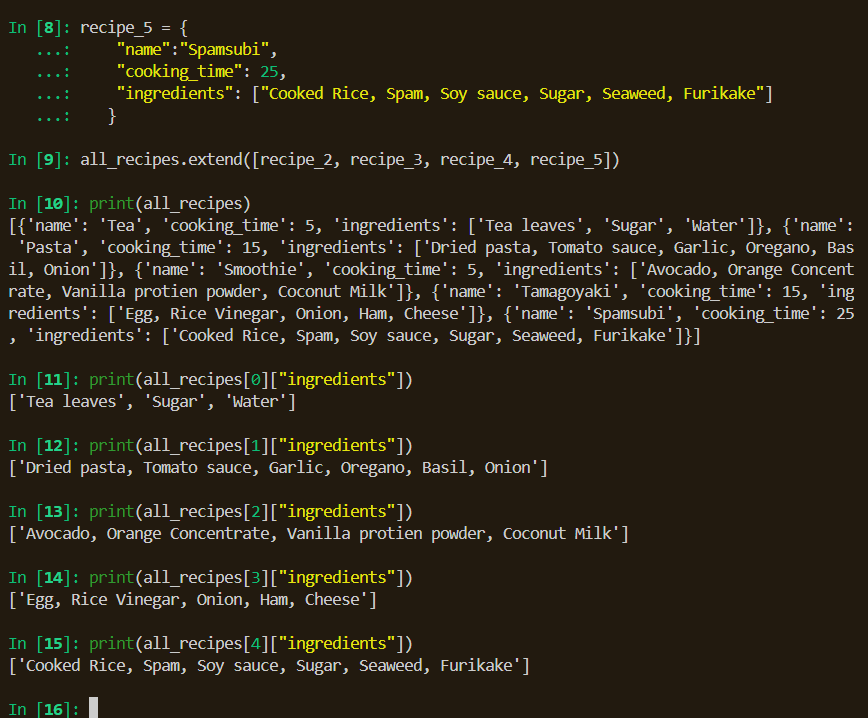 In [8]: recipe_5 = {
   ...:     "name":"Spamsubi",
   ...:     "cooking_time": 25,
   ...:     "ingredients": ["Cooked Rice, Spam, Soy sauce, Sugar, Seaweed, Furikake"]
   ...:    }
In [9]: all_recipes.extend([recipe_2, recipe_3, recipe_4, recipe_5])
In [10]: print(all_recipes)
[{'name': 'Tea', 'cooking_time': 5, 'ingredients': ['Tea leaves', 'Sugar', 'Water']}, {'name':
 'Pasta', 'cooking_time': 15, 'ingredients': ['Dried pasta, Tomato sauce, Garlic, Oregano, Bas
il, Onion']}, {'name': 'Smoothie', 'cooking_time': 5, 'ingredients': ['Avocado, Orange Concent
rate, Vanilla protien powder, Coconut Milk']}, {'name': 'Tamagoyaki', 'cooking_time': 15, 'ing
redients': ['Egg, Rice Vinegar, Onion, Ham, Cheese']}, {'name': 'Spamsubi', 'cooking_time': 25
, 'ingredients': ['Cooked Rice, Spam, Soy sauce, Sugar, Seaweed, Furikake']}]
In [11]: print(all_recipes[0]["ingredients"])
['Tea leaves', 'Sugar', 'Water']
In [12]: print(all_recipes[1]["ingredients"])
['Dried pasta, Tomato sauce, Garlic, Oregano, Basil, Onion']
In [13]: print(all_recipes[2]["ingredients"])
['Avocado, Orange Concentrate, Vanilla protien powder, Coconut Milk']
In [14]: print(all_recipes[3]["ingredients"])
['Egg, Rice Vinegar, Onion, Ham, Cheese']
In [15]: print(all_recipes[4]["ingredients"])
['Cooked Rice, Spam, Soy sauce, Sugar, Seaweed, Furikake']
In [16]: